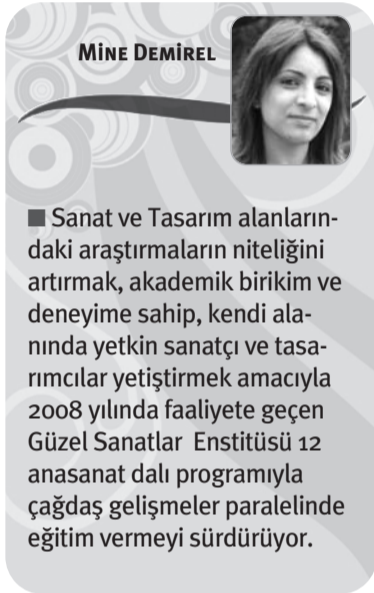 MINE DEMIREL
■ Sanat ve Tasarım alanların-
daki araştırmaların niteliğini
artırmak, akademik birikim ve
deneyime sahip, kendi ala-
nında yetkin sanatçı ve tasa-
rımcılar yetiştirmek amacıyla
2008 yılında faaliyete geçen
Güzel Sanatlar Enstitüsü 12
anasanat dalı programıyla
çağdaş gelişmeler paralelinde
eğitim vermeyi sürdürüyor.